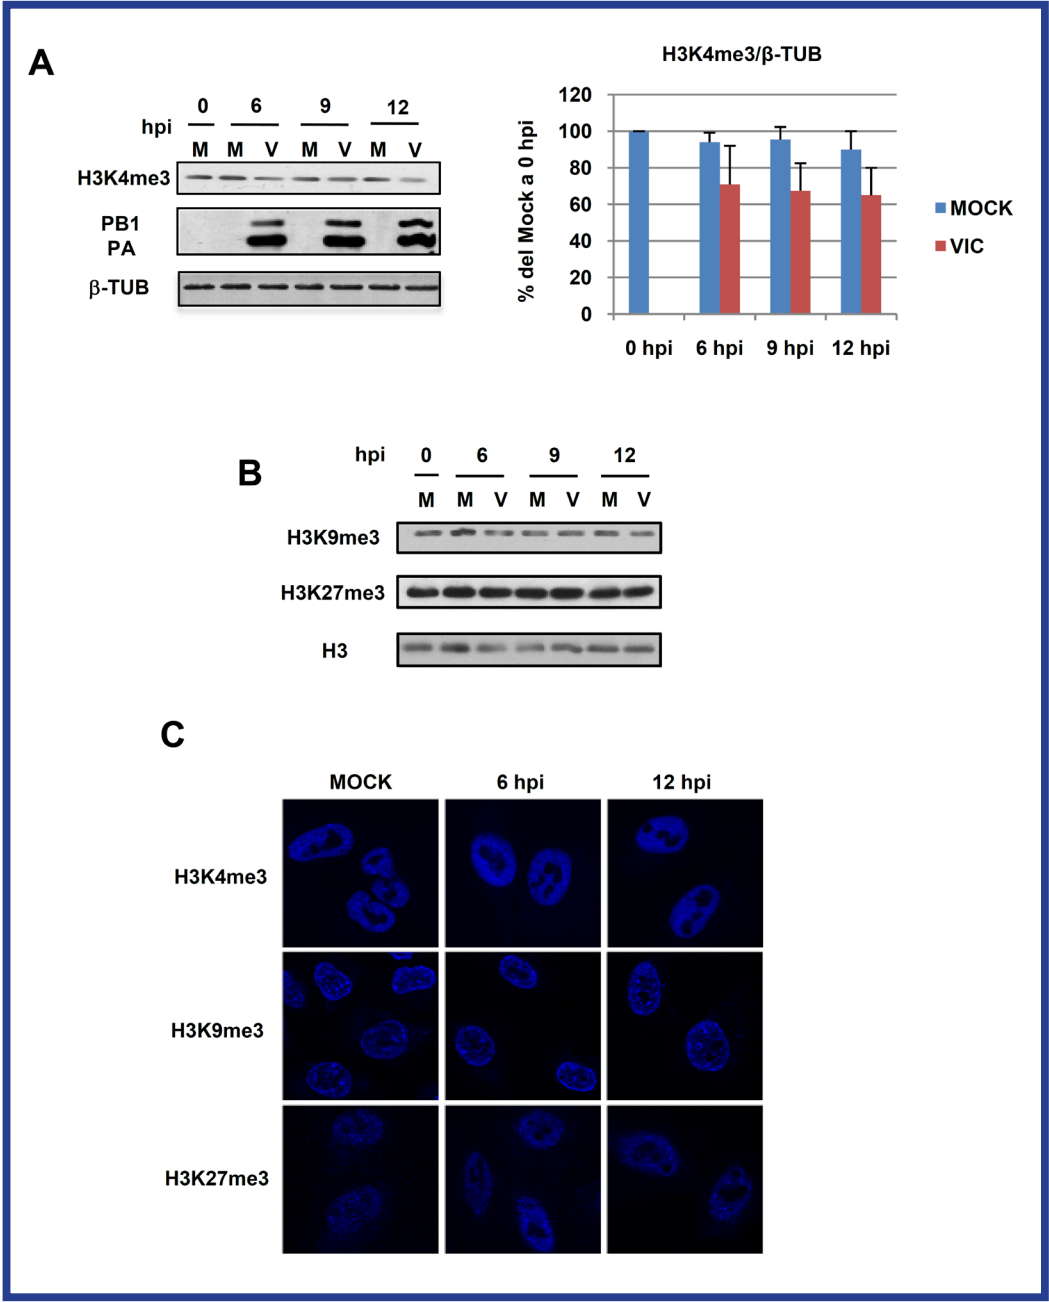 A
hpi
0 6 9 12
M M V M V M V
H3K4me3
PB1
PA
β-TUB
H3K4me3/β-TUB
% del Mock a 0 hpi
120
100
80
60
40
20
0
0 hpi 6 hpi 9 hpi 12 hpi
MOCK
VIC
B
hpi 0 6 9 12
M M V M V M V
H3K9me3
H3K27me3
H3
C
MOCK 6 hpi 12 hpi
H3K4me3
H3K9me3
H3K27me3